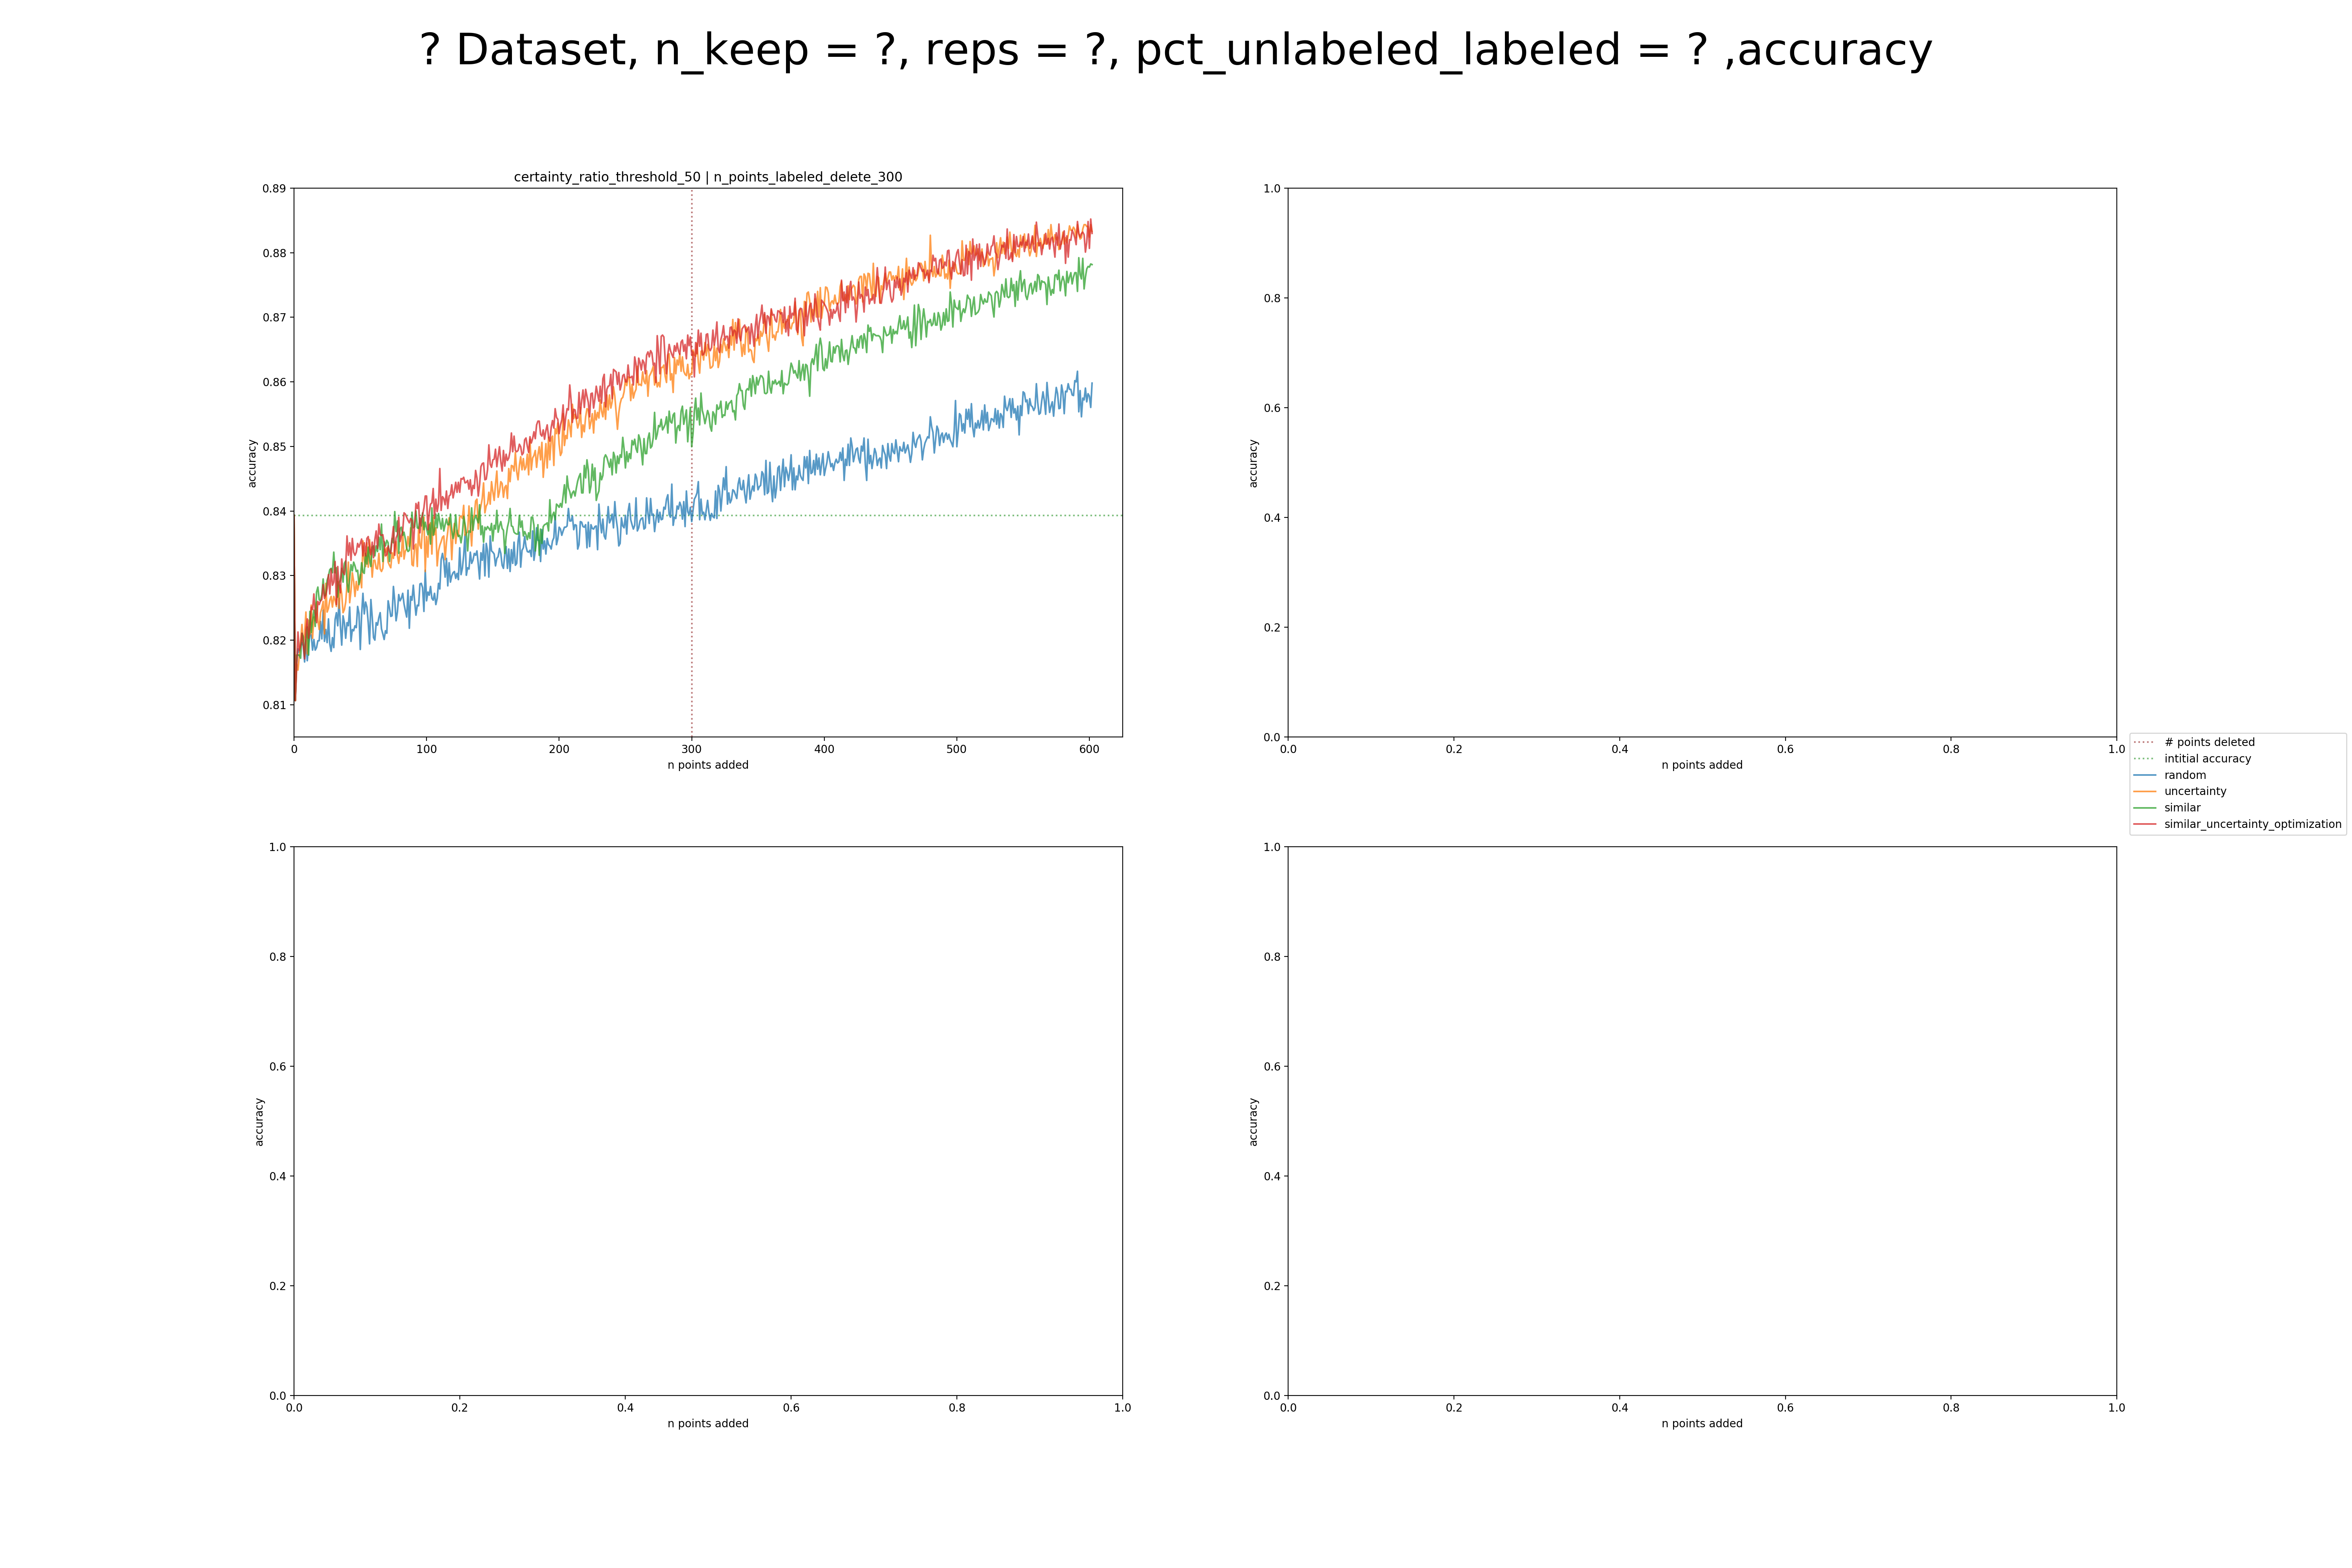 ? Dataset, n_keep = ?, reps = ?, pct_unlabeled_labeled = ? ,accuracy
certainty_ratio_threshold_50 | n_points_labeled_delete_300
0.89
0.88
0.87
0.86
0.85
0.84
0.83
0.82
0.81
accuracy
0 100 200 300 400 500 600
n points added
1.0
0.8
0.6
0.4
0.2
0.0
accuracy
0.0 0.2 0.4 0.6 0.8 1.0
n points added
# points deleted
intitial accuracy
random
uncertainty
similar
similar_uncertainty_optimization
1.0
0.8
0.6
0.4
0.2
0.0
accuracy
0.0 0.2 0.4 0.6 0.8 1.0
n points added
1.0
0.8
0.6
0.4
0.2
0.0
accuracy
0.0 0.2 0.4 0.6 0.8 1.0
n points added